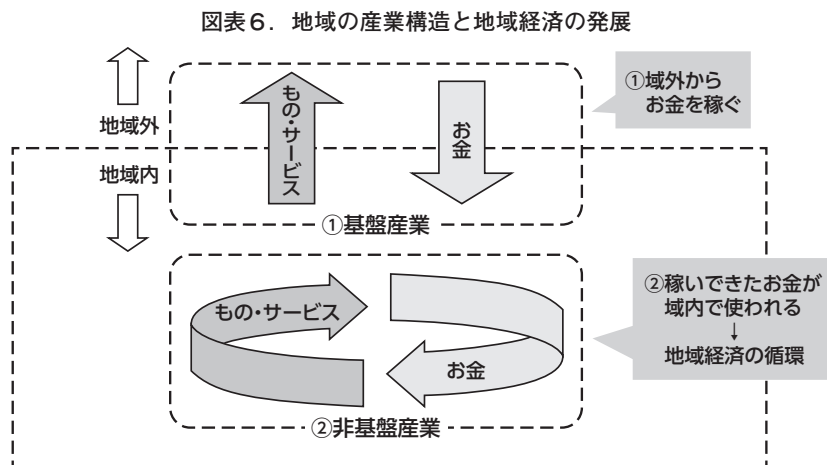 図表６．地域の産業構造と地域経済の発展
地域外
地域内
もの・サービス
お金
①域外から
お金を稼ぐ
①基盤産業
もの・サービス
お金
②稼いできたお金が
域内で使われる
↓
地域経済の循環
②非基盤産業